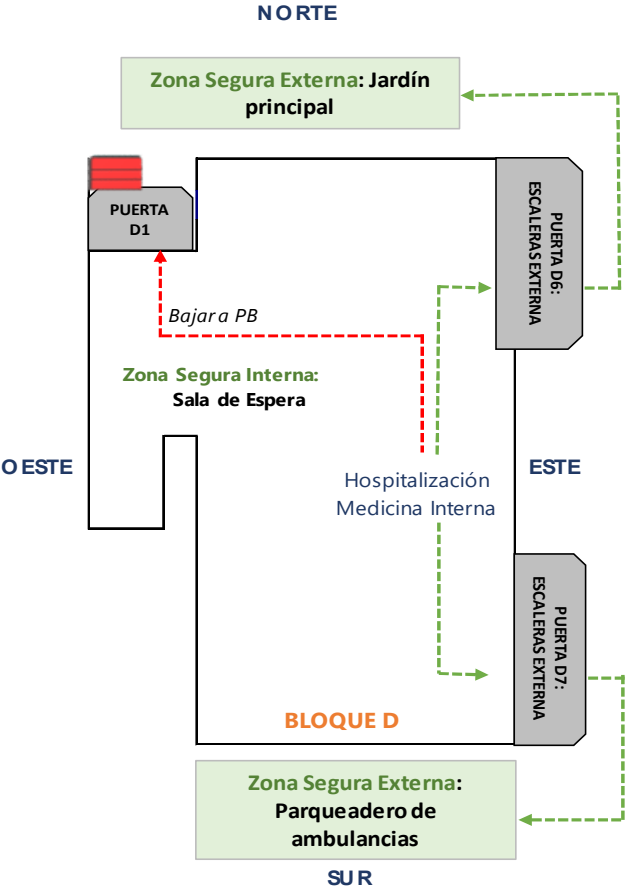 NORTE
Zona Segura Externa: Jardín
principal
PUERTA
D1
PUERTA D6:
ESCALERAS EXTERNA
Bajar a PB
Zona Segura Interna:
Sala de Espera
OESTE
ESTE
Hospitalización
Medicina Interna
PUERTA D7:
ESCALERAS EXTERNA
BLOQUE D
Zona Segura Externa:
Parqueadero de
ambulancias
SUR